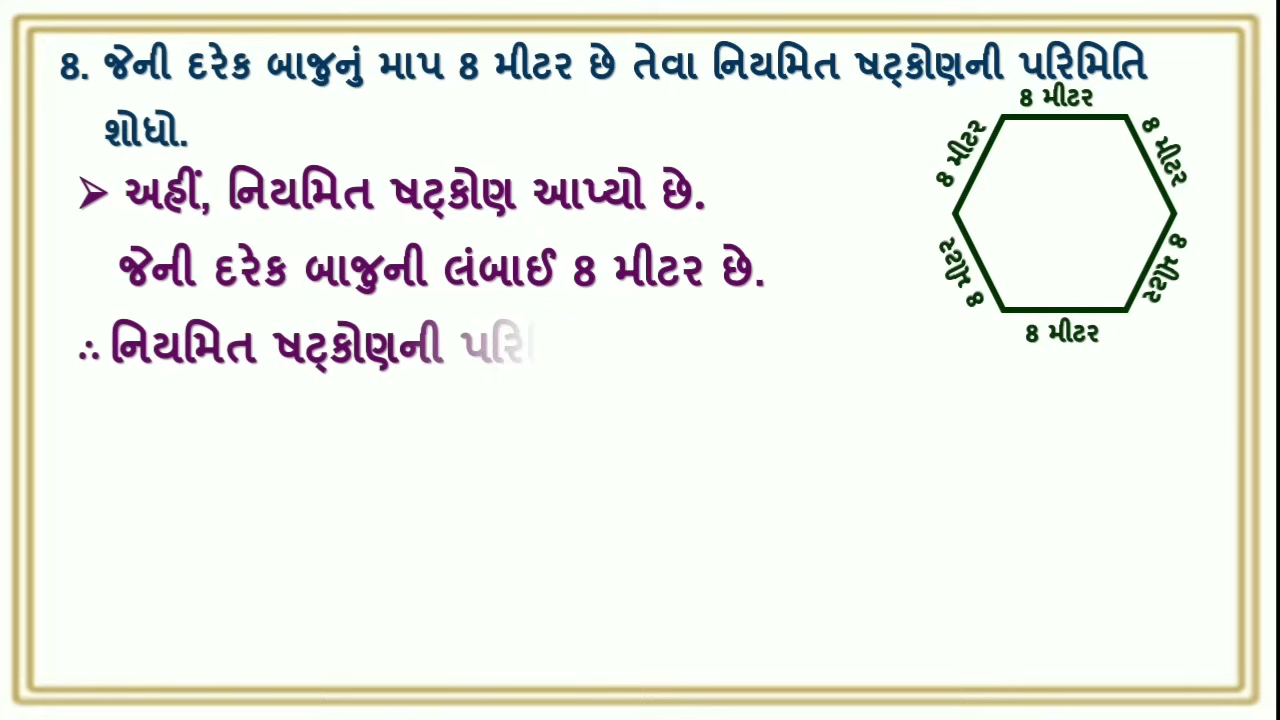 8. જેની દરેક બાજુનું માપ 8 મીટર છે તેવા નિયમિત ષટ્કોણની પરિમિતિ
શોધો.
➢ અહીં, નિયમિત ષટ્કોણ આપ્યો છે.
જેની દરેક બાજુની લંબાઈ 8 મીટર છે.
∴ નિયમિત ષટ્કોણની
8 મીટર
8 મીટર
8 મીટર
8 મીટર
8 મીટર
8 મીટર